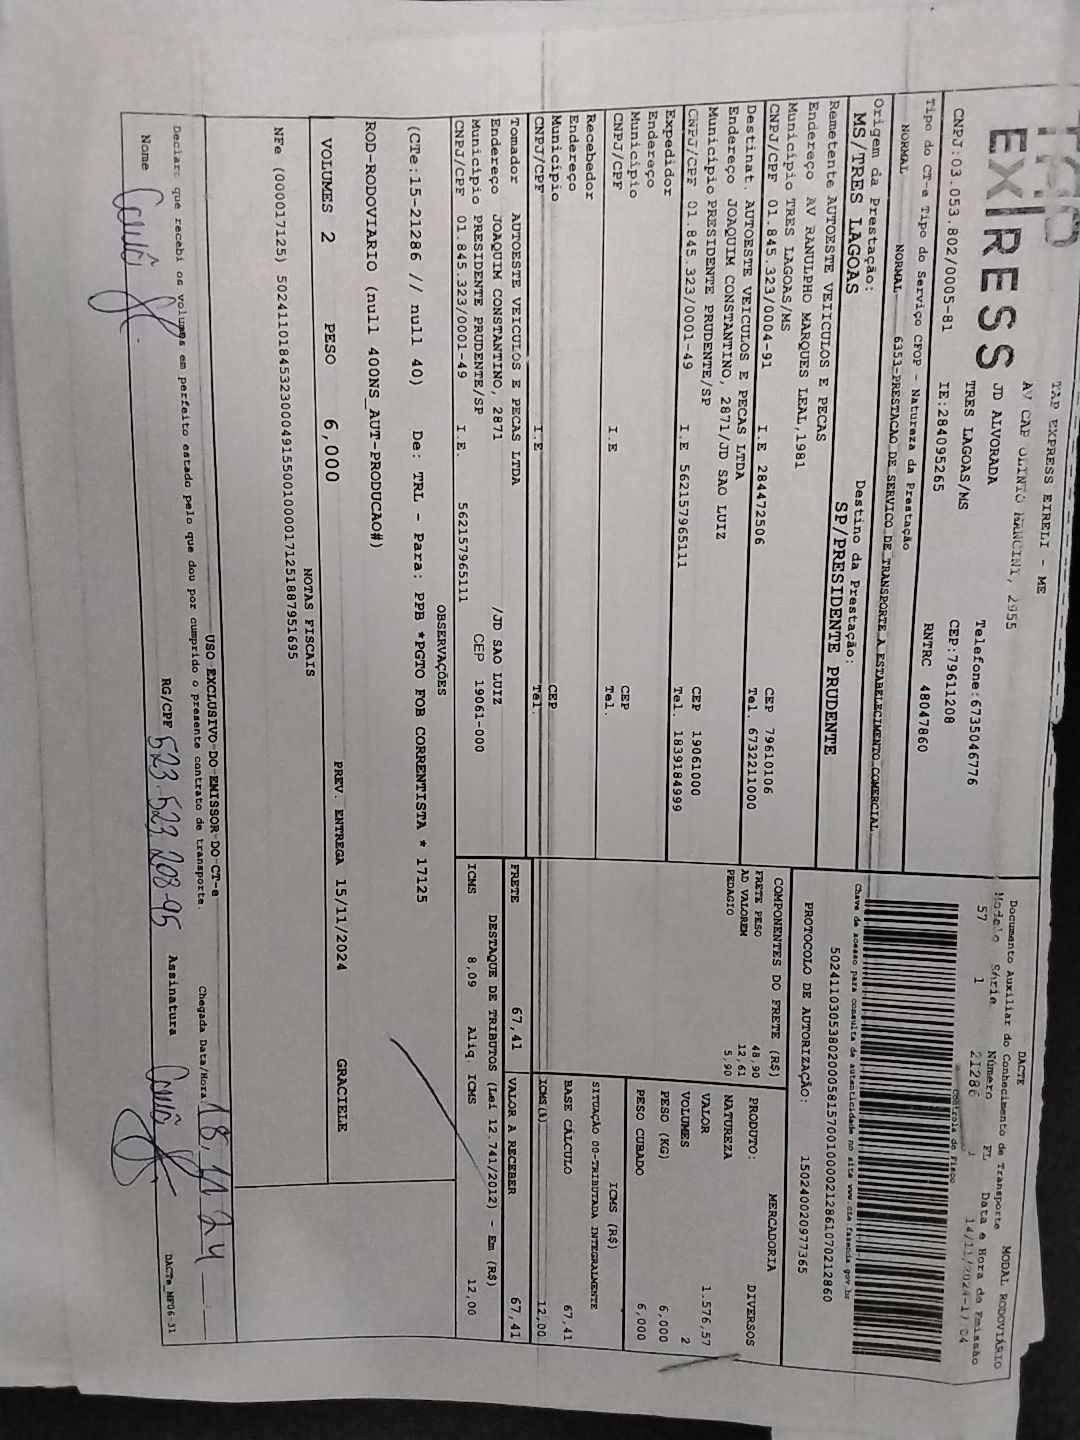 TAP EXPRESS EIRELI - ME
EXPRESS
AV CAP OLINTO MANCINI, 2955
JD ALVORADA
TRES LAGOAS/MS
Telefone:6735046776
CEP:79611208
CNPJ:03.053.802/0005-81
IE:284095265
RNTRC 48047860
Tipo do CT-e Tipo do Serviço CFOP - Natureza da Prestação
NORMAL NORMAL 6353-PRESTACAO DE SERVICO DE TRANSPORTE A ESTABELECIMENTO COMERCIAL
DACTE
Documento Auxiliar do Conhecimento de Transporte
MODAL RODOVIÁRIO
Modelo Série Número FL Data e Hora de Emissão
57 1 21286 14/11/2024-17:04
Controle do Fisco
Chave de acesso para consulta de autenticidade no site www.cte.fazenda.gov.br
50241103053802000581570010000212861070212860
PROTOCOLO DE AUTORIZAÇÃO: 150240020977365
Origem da Prestação:
MS/TRES LAGOAS
Destino da Prestação:
SP/PRESIDENTE PRUDENTE
Remetente AUTOESTE VEIICULOS E PECAS
Endereço AV RANULPHO MARQUES LEAL,1981
Município TRES LAGOAS/MS CEP 79610106
CNPJ/CPF 01.845.323/0004-91 I.E 284472506 Tel. 6732211000
Destinat. AUTOESTE VEICULOS E PECAS LTDA
Endereço JOAQUIM CONSTANTINO, 2871/JD SAO LUIZ
Município PRESIDENTE PRUDENTE/SP CEP 19061000
CNPJ/CPF 01.845.323/0001-49 I.E 562157965111 Tel. 1839184999
Expedidor
Endereço
Município CEP
CNPJ/CPF I.E Tel.
Recebedor
Endereço
Município CEP
CNPJ/CPF I.E Tel.
Tomador AUTOESTE VEICULOS E PECAS LTDA
Endereço JOAQUIM CONSTANTINO, 2871 /JD SAO LUIZ
Município PRESIDENTE PRUDENTE/SP CEP 19061-000
CNPJ/CPF 01.845.323/0001-49 I.E. 562157965111
COMPONENTES DO FRETE (R$)
FRETE PESO 48,90
AD VALOREM 12,61
PEDAGIO 5,90
MERCADORIA
PRODUTO: DIVERSOS
NATUREZA
VALOR 1.576,57
VOLUMES 2
PESO (KG) 6,000
PESO CUBADO 6,000
ICMS (R$)
SITUAÇÃO 00-TRIBUTADA INTEGRALMENTE
BASE CÁLCULO 67,41
ICMS(%) 12,00
FRETE 67,41 VALOR A RECEBER 67,41
DESTAQUE DE TRIBUTOS (Lei 12.741/2012) - Em (R$)
ICMS 8,09 Aliq. ICMS 12,00
OBSERVAÇÕES
(CTe:15-21286 // null 40) De: TRL - Para: PPB *PGTO FOB CORRENTISTA * 17125
ROD-RODOVIARIO (null 400NS_AUT-PRODUCAO#)
VOLUMES 2 PESO 6,000 PREV. ENTREGA 15/11/2024 GRACIELE
NOTAS FISCAIS
NFe (000017125) 50241101845323000491550010000171251887951695
USO EXCLUSIVO DO EMISSOR DO CT-e
Declaro que recebi os volumes em perfeito estado pelo que dou por cumprido o presente contrato de transporte.
Chegada Data/Hora: 18, 11 24
Nome RG/CPF 523.523.208-95 Assinatura
DACTe_MP06-31